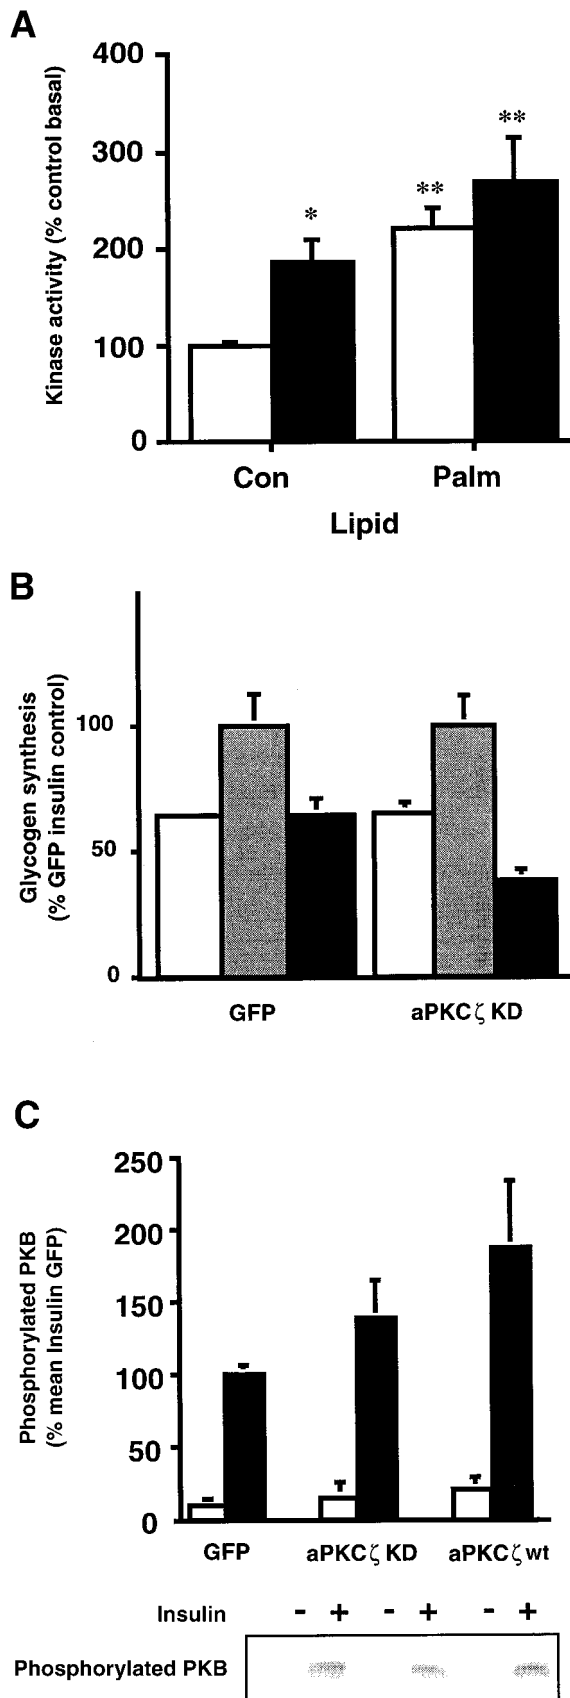 A
Kinase activity (% control basal)
400
300
200
100
0
*
**
**
Con Palm
Lipid
B
Glycogen synthesis
(% GFP insulin control)
100
50
0
GFP aPKCζ KD
C
Phosphorylated PKB
(% mean Insulin GFP)
250
200
150
100
50
0
GFP aPKCζ KD aPKCζ wt
Insulin - + - + - +
Phosphorylated PKB